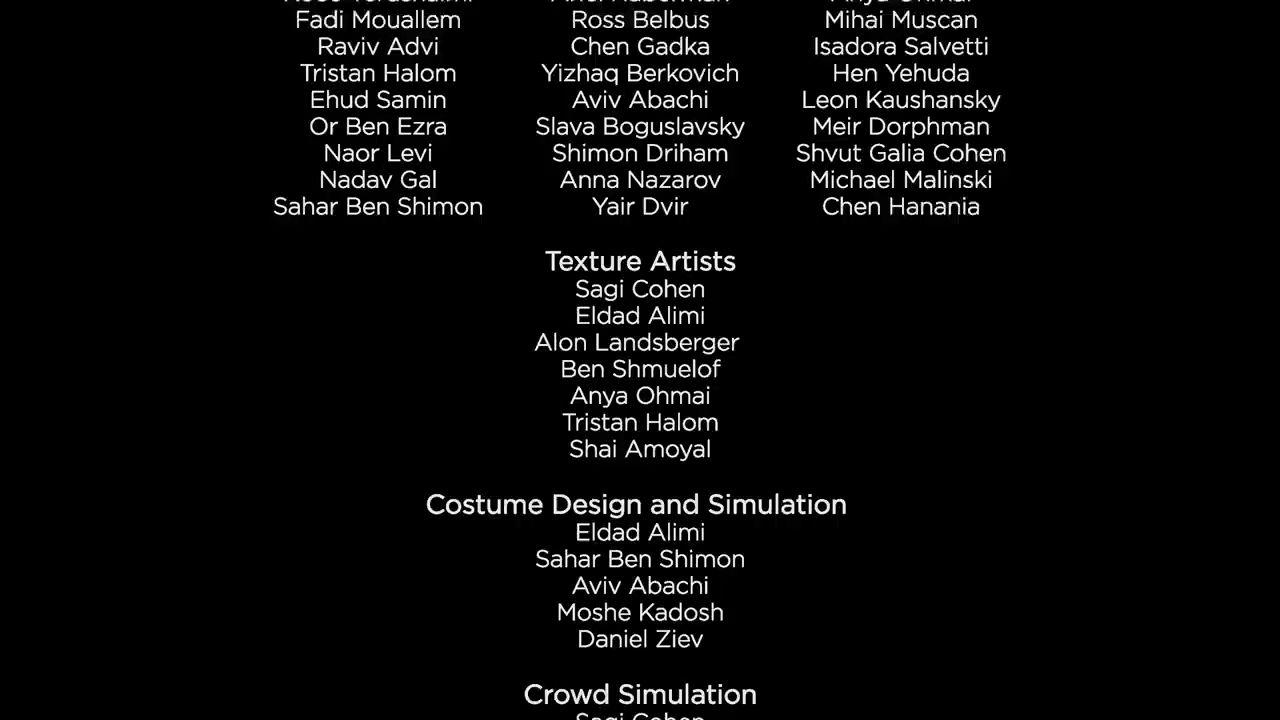 Fadi Mouallem Ross Belbus Mihai Muscan
Raviv Advi Chen Gadka Isadora Salvetti
Tristan Halom Yizhaq Berkovich Hen Yehuda
Ehud Samin Aviv Abachi Leon Kaushansky
Or Ben Ezra Slava Boguslavsky Meir Dorphman
Naor Levi Shimon Driham Shvut Galia Cohen
Nadav Gal Anna Nazarov Michael Malinski
Sahar Ben Shimon Yair Dvir Chen Hanania
Texture Artists
Sagi Cohen
Eldad Alimi
Alon Landsberger
Ben Shmuelof
Anya Ohmai
Tristan Halom
Shai Amoyal
Costume Design and Simulation
Eldad Alimi
Sahar Ben Shimon
Aviv Abachi
Moshe Kadosh
Daniel Ziev
Crowd Simulation
Sagi Cohen